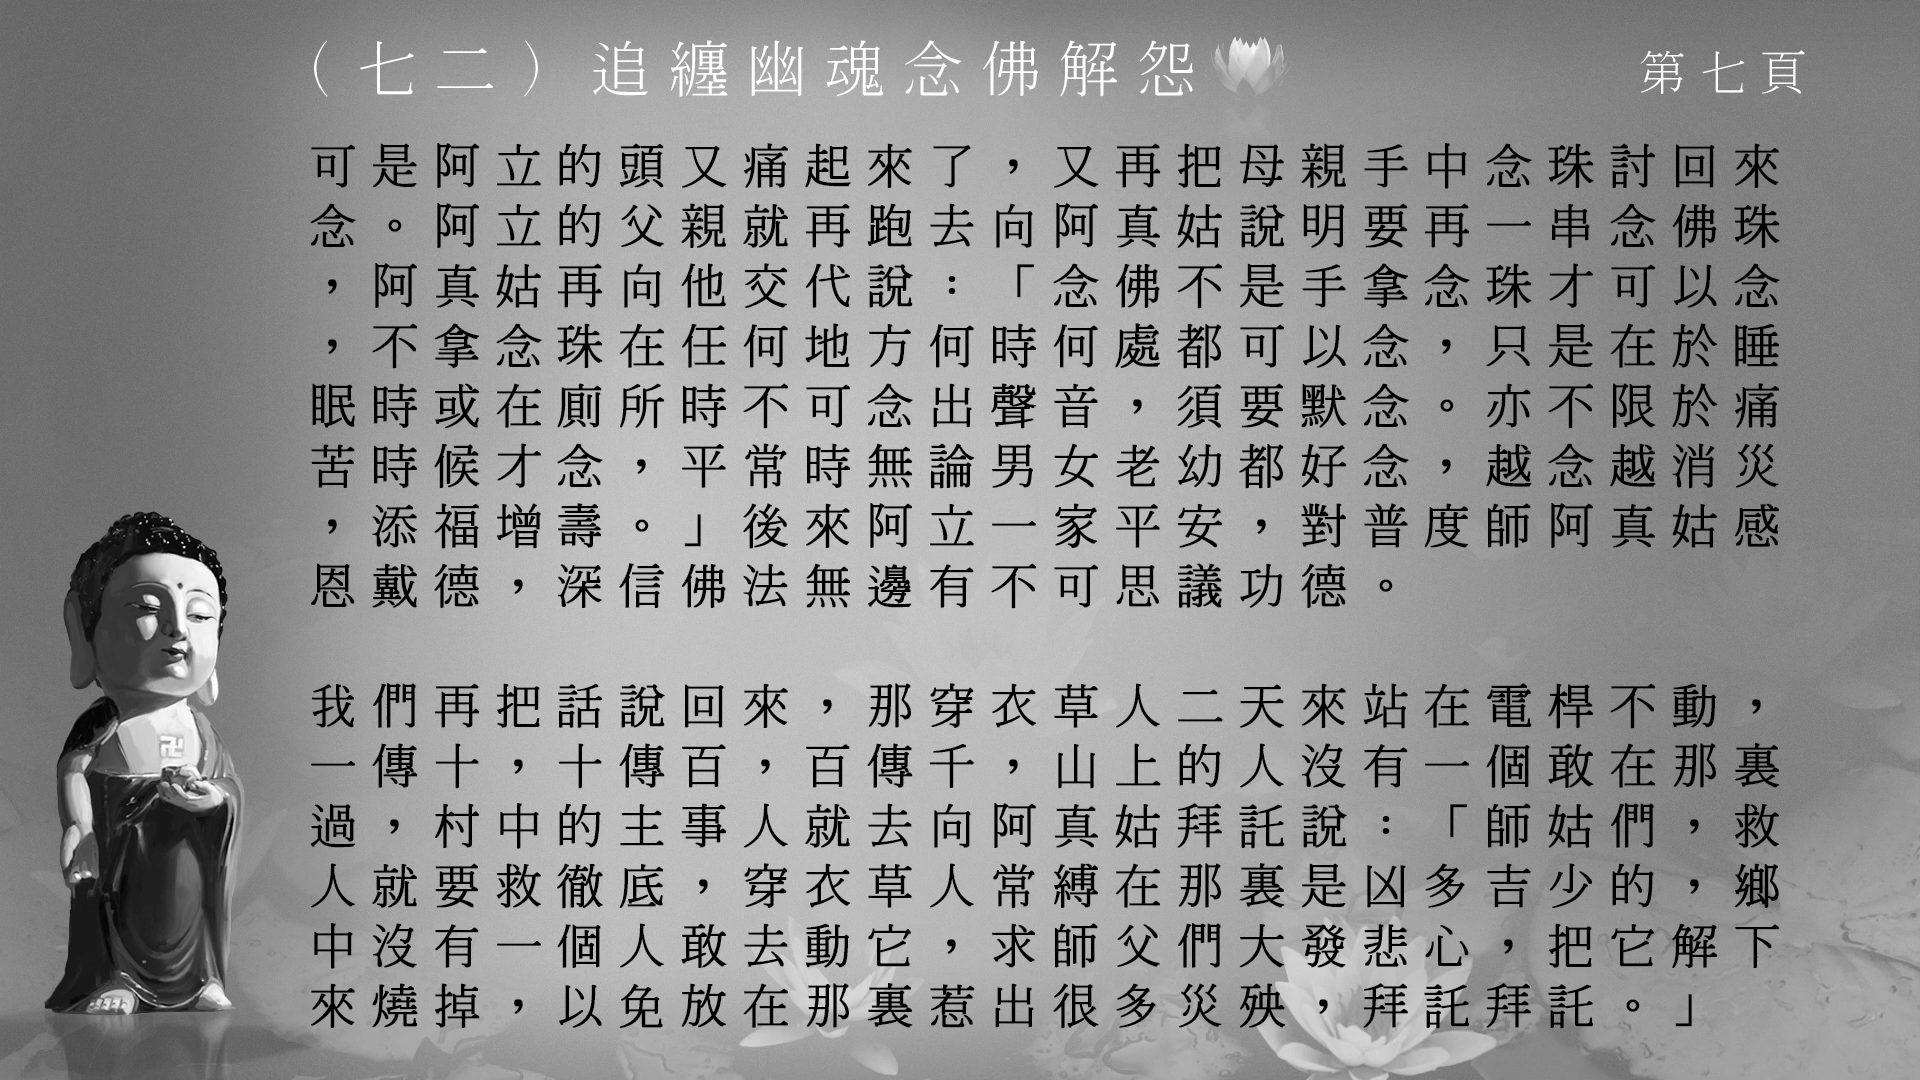 （七二）追纏幽魂念佛解怨
第七頁
可是阿立的頭又痛起來了，又再把母親手中念珠討回來
念。阿立的父親就再跑去向阿真姑說明要再一串念佛珠
，阿真姑再向他交代說：「念佛不是手拿念珠才可以念
，不拿念珠在任何地方何時何處都可以念，只是在於睡
眠時或在廁所時不可念出聲音，須要默念。亦不限於痛
苦時候才念，平常時無論男女老幼都好念，越念越消災
，添福增壽。」後來阿立一家平安，對普度師阿真姑感
恩戴德，深信佛法無邊有不可思議功德。
我們再把話說回來，那穿衣草人二天來站在電桿不動，
一傳十，十傳百，百傳千，山上的人沒有一個敢在那裏
過，村中的主事人就去向阿真姑拜託說：「師姑們，救
人就要救徹底，穿衣草人常縛在那裏是凶多吉少的，鄉
中沒有一個人敢去動它，求師父們大發悲心，把它解下
來燒掉，以免放在那裏惹出很多災殃，拜託拜託。」
卍